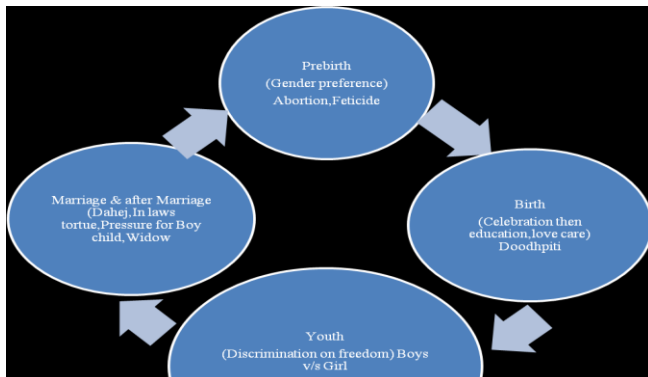 Prebirth
(Gender preference)
Abortion,Feticide
Birth
(Celebration then
education,love care)
Doodhpiti
Youth
(Discrimination on freedom) Boys
v/s Girl
Marriage & after Marriage
(Dahej,In laws
tortue,Pressure for Boy
child,Widow